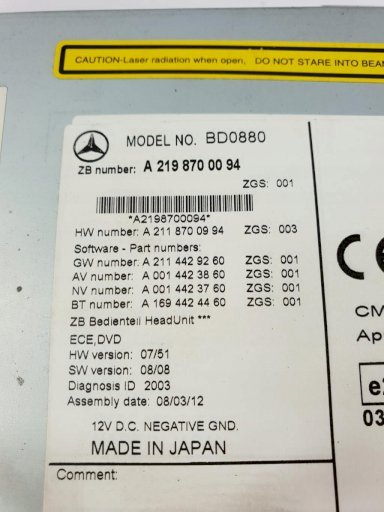 CAUTION-Laser radiation when open, DO NOT STARE INTO BEAM
MODEL NO. BD0880
ZB number: A 219 870 00 94
ZGS: 001
*A2198700094*
HW number: A 211 870 09 94 ZGS: 003
Software - Part numbers:
GW number: A 211 442 92 60 ZGS: 001
AV number: A 001 442 38 60 ZGS: 001
NV number: A 001 442 37 60 ZGS: 001
BT number: A 169 442 44 60 ZGS: 001
ZB Bedienteil HeadUnit ***
ECE,DVD
HW version: 07/51
SW version: 08/08
Diagnosis ID 2003
Assembly date: 08/03/12
12V D.C. NEGATIVE GND.
MADE IN JAPAN
Comment:
CE
CM
Ap
e
03